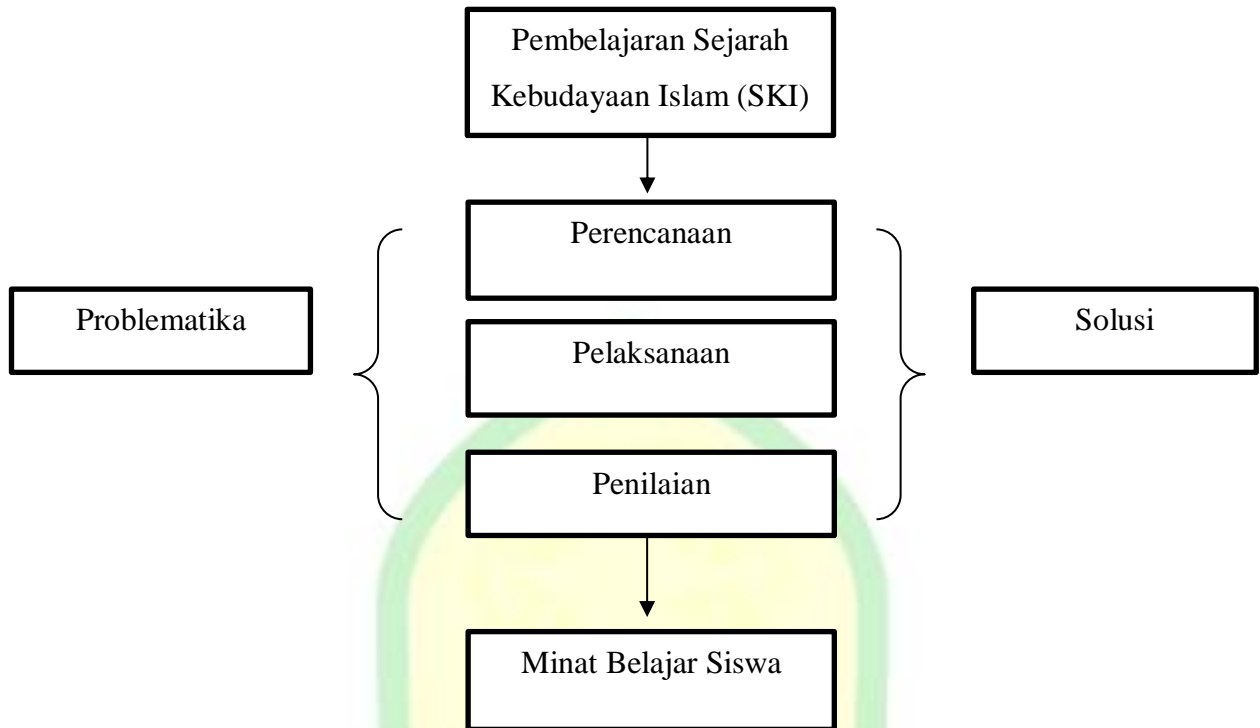 Pembelajaran Sejarah
Kebudayaan Islam (SKI)
Perencanaan
Problematika
Solusi
Pelaksanaan
Penilaian
Minat Belajar Siswa